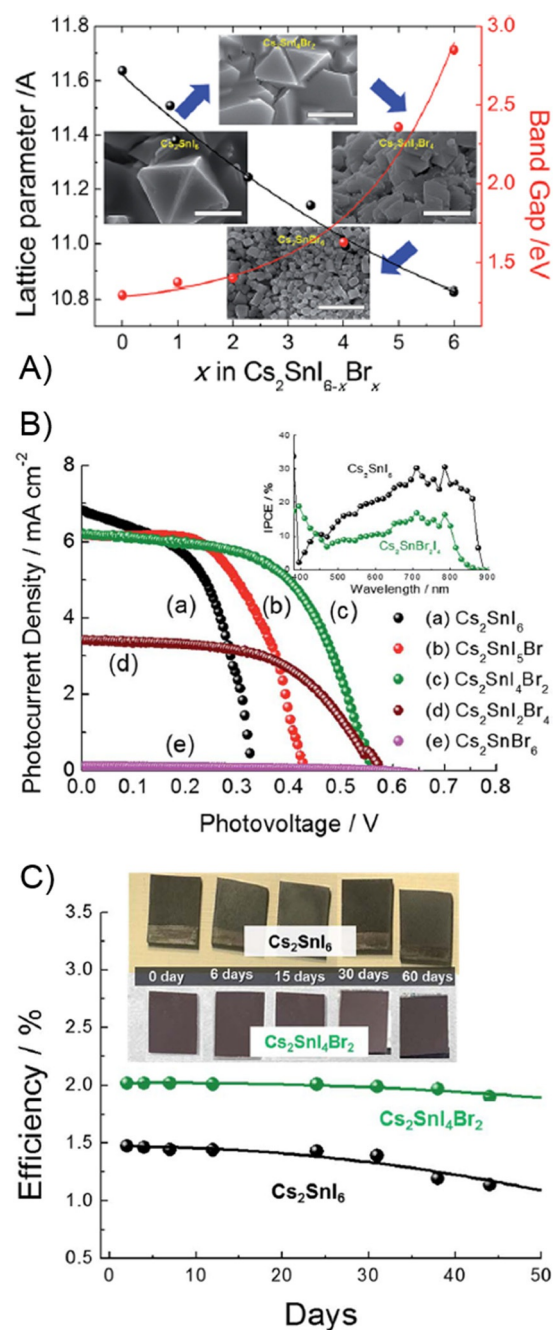 Lattice parameter /A
11.6
11.4
11.2
11.0
10.8
Cs₂SnI₄Br₂
Cs₂SnI₆
Cs₂SnI₂Br₄
Cs₂SnBr₆
3.0
2.5
2.0
1.5
Band Gap /eV
0 1 2 3 4 5 6
x in Cs₂SnI₆₋ₓBrₓ
A)
B)
Photocurrent Density / mA cm⁻²
8
6
4
2
0
40
30
20
10
0
IPCE / %
Cs₂SnI₆
Cs₂SnBr₂I₄
500 600 700 800 900
Wavelength / nm
(a)
(b)
(c)
(d)
(e)
(a) Cs₂SnI₆
(b) Cs₂SnI₅Br
(c) Cs₂SnI₄Br₂
(d) Cs₂SnI₂Br₄
(e) Cs₂SnBr₆
0.0 0.1 0.2 0.3 0.4 0.5 0.6 0.7 0.8
Photovoltage / V
C)
Efficiency / %
3.5
3.0
2.5
2.0
1.5
1.0
0.5
Cs₂SnI₆
0 day 6 days 15 days 30 days 60 days
Cs₂SnI₄Br₂
Cs₂SnI₄Br₂
Cs₂SnI₆
0 10 20 30 40 50
Days